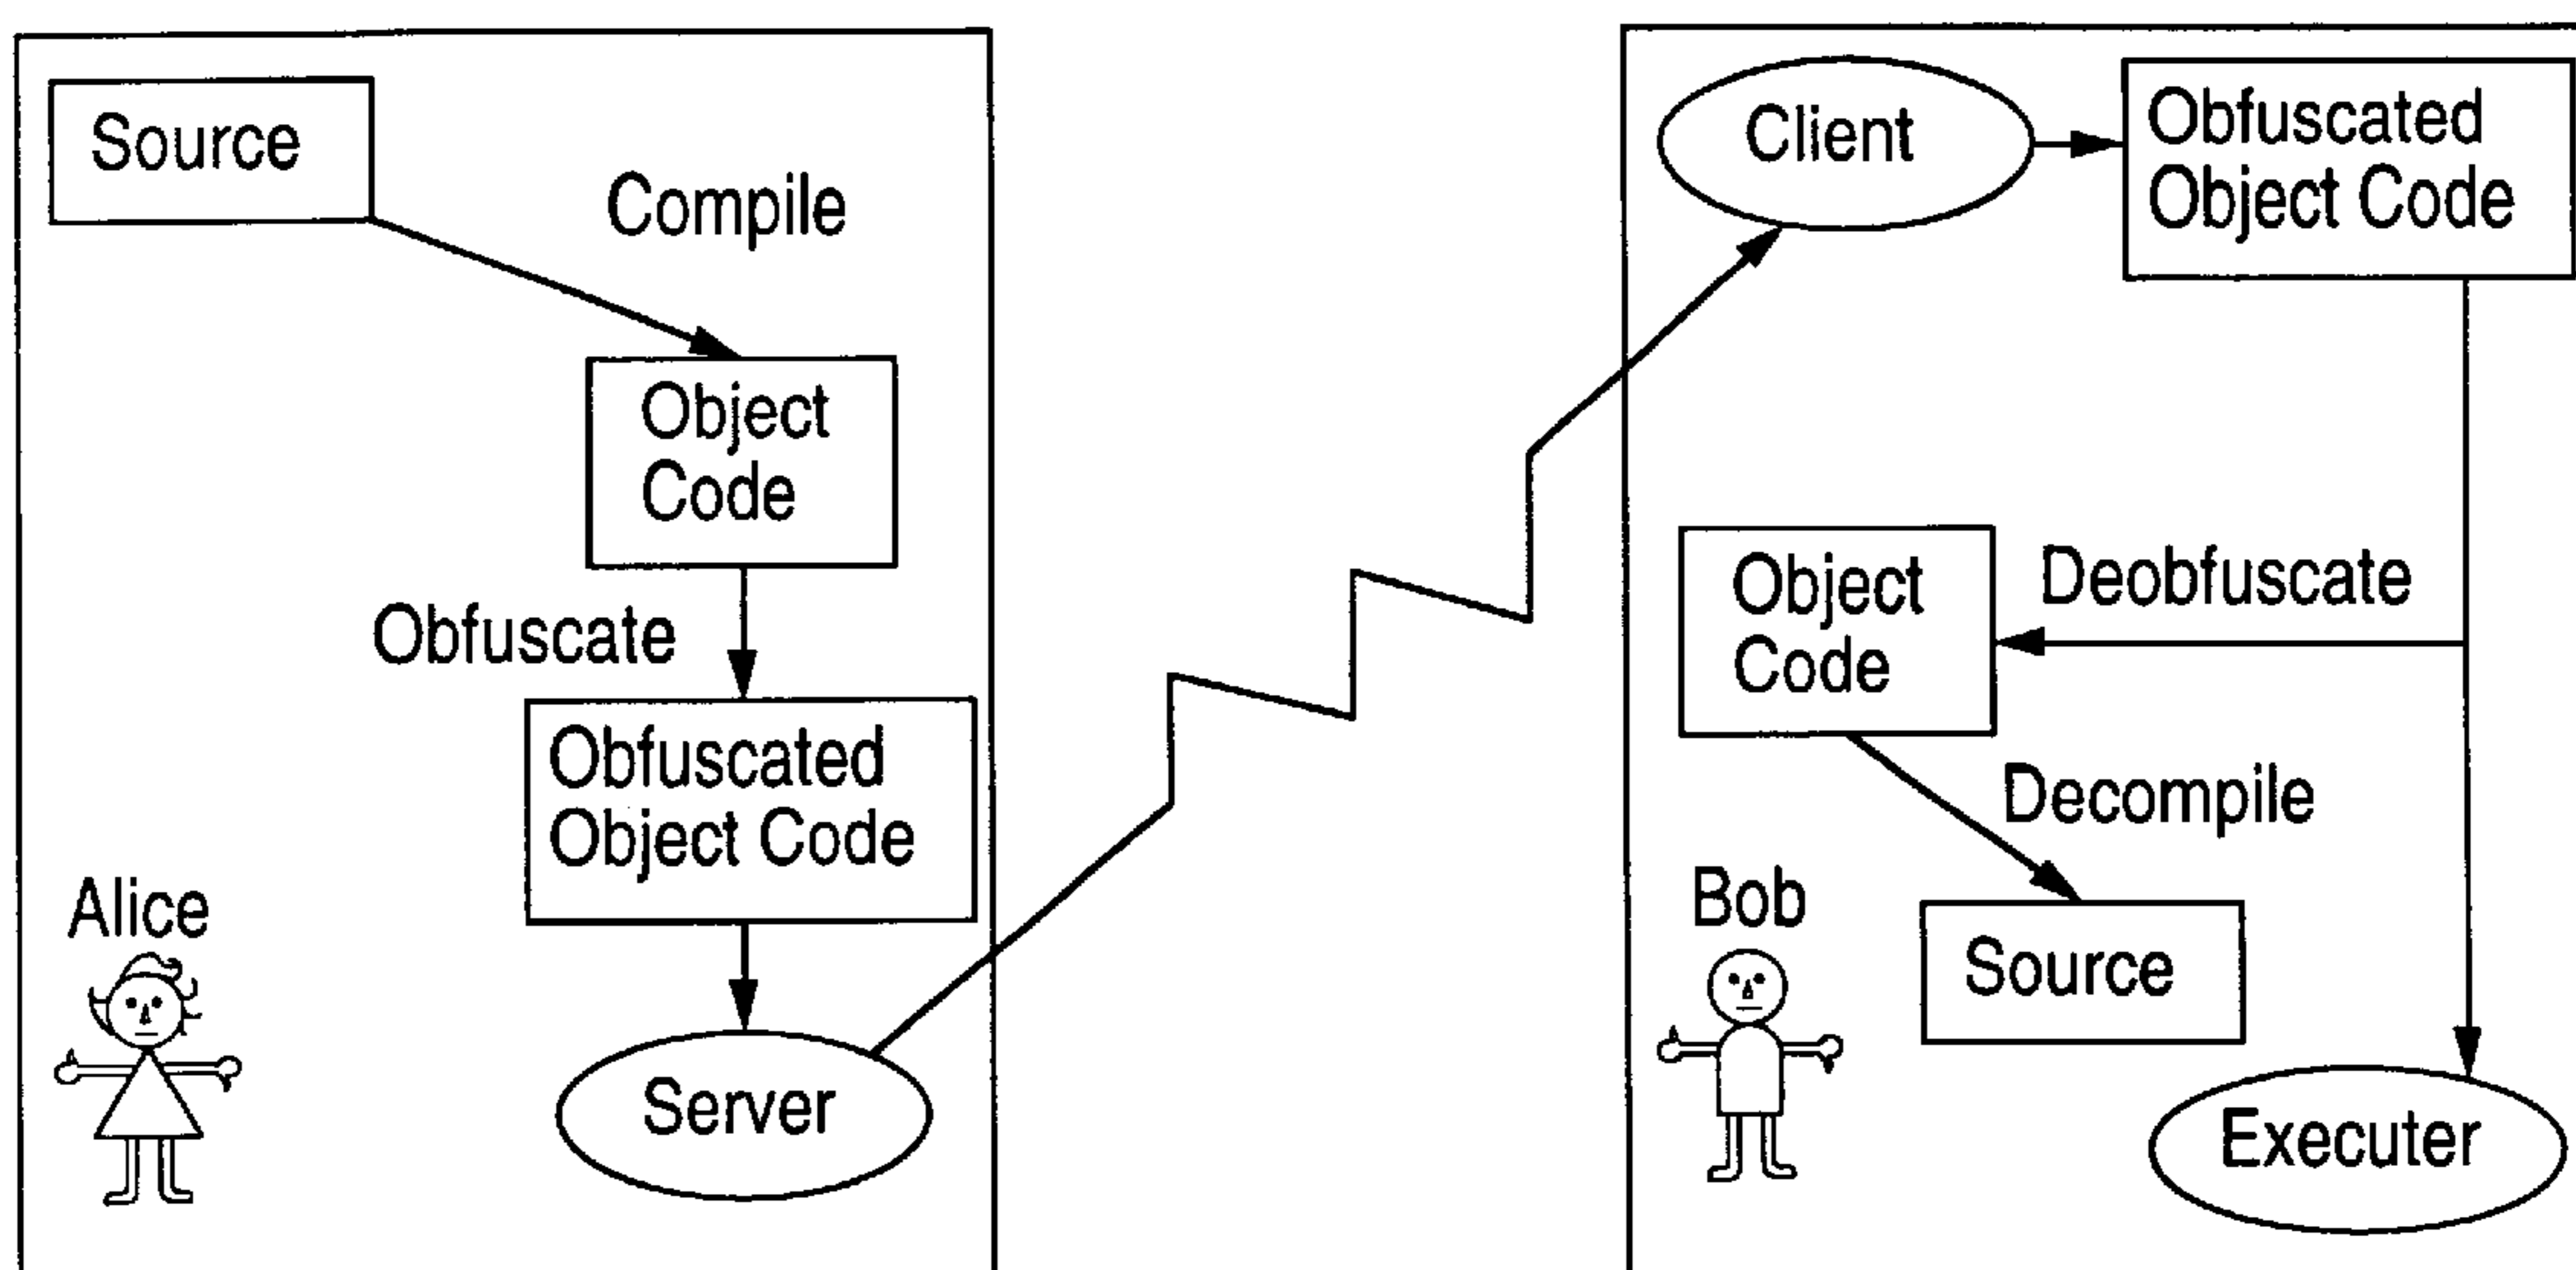 Source
Compile
Object
Code
Obfuscate
Obfuscated
Object Code
Alice
Server
Client
Obfuscated
Object Code
Object
Code
Deobfuscate
Decompile
Bob
Source
Executer